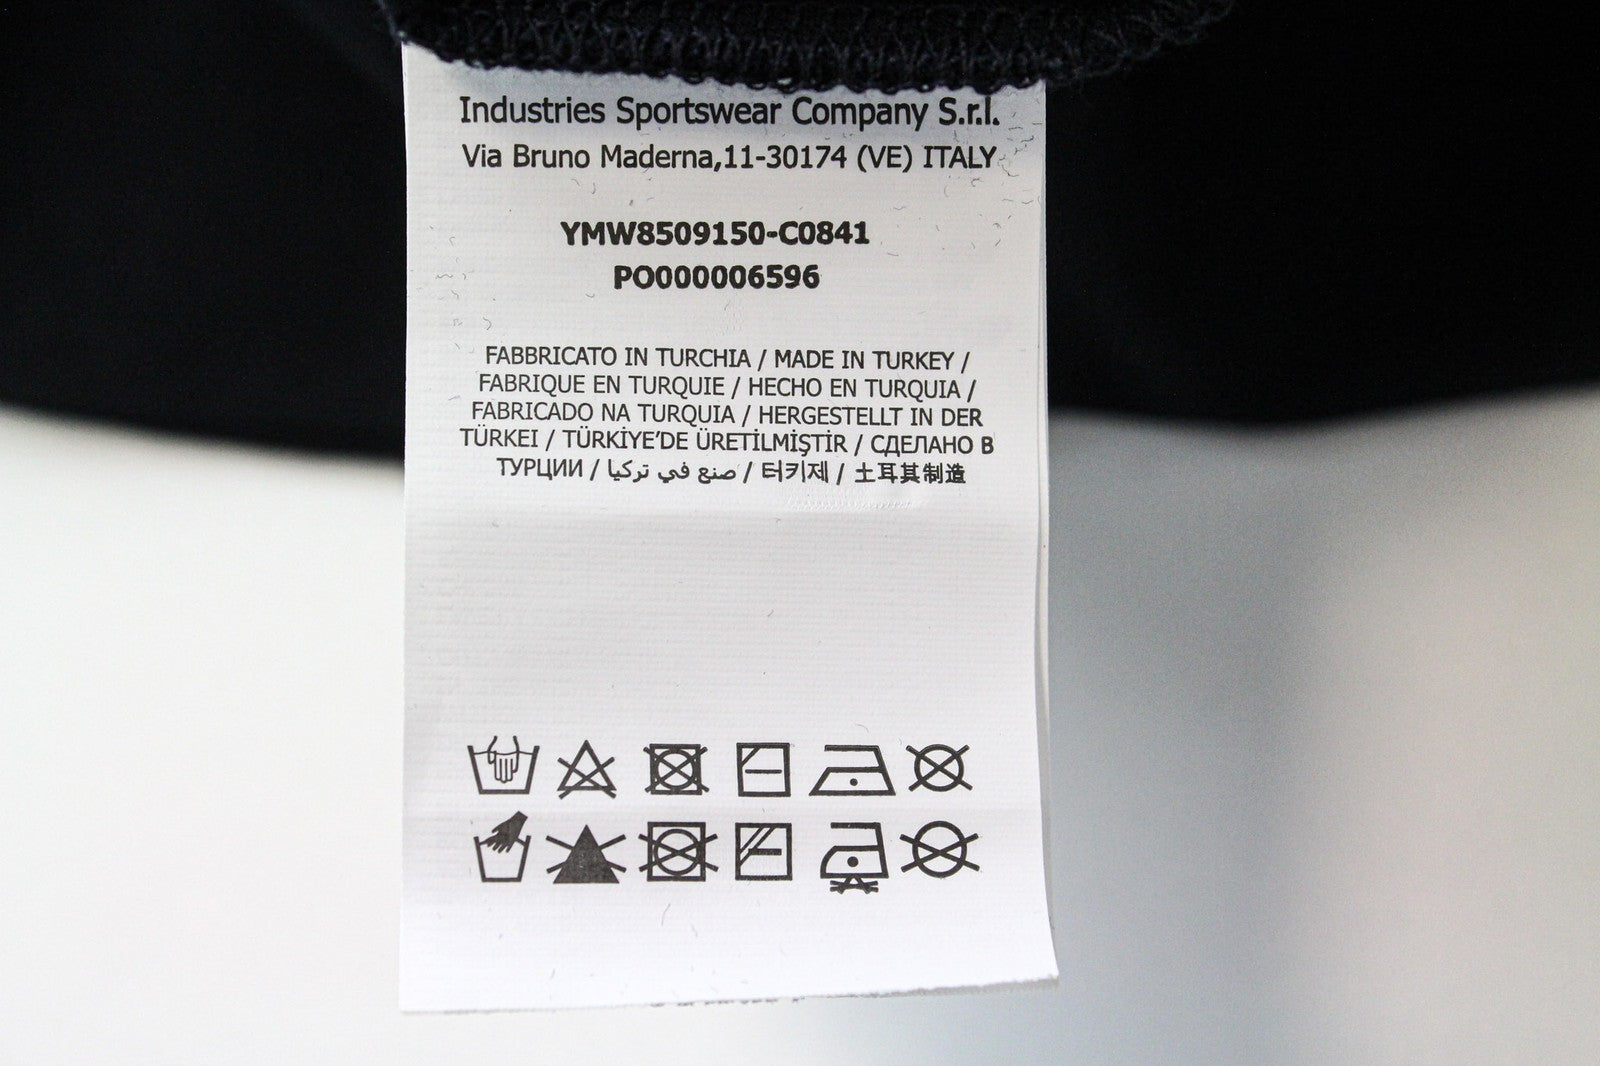 Industries Sportswear Company S.r.l.
Via Bruno Maderna,11-30174 (VE) ITALY
YMW8509150-C0841
PO000006596
FABBRICATO IN TURCHIA / MADE IN TURKEY /
FABRIQUE EN TURQUIE / HECHO EN TURQUIA /
FABRICADO NA TURQUIA / HERGESTELLT IN DER
TÜRKEI / TÜRKİYE'DE ÜRETİLMİŞTİR / СДЕЛАНО В
ТУРЦИИ / صنع في تركيا / 터키제 / 土耳其制造